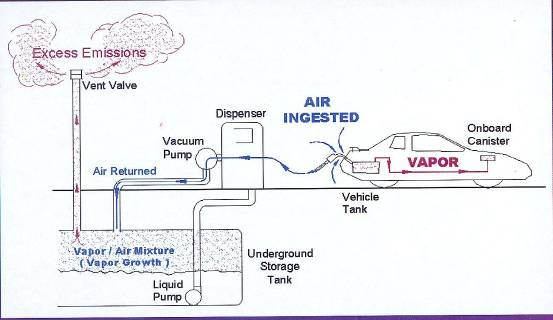 Excess Emissions
Vent Valve
Dispenser
AIR
INGESTED
Onboard
Canister
Vacuum
Pump
VAPOR
Air Returned
Vehicle
Tank
Vapor / Air Mixture
( Vapor Growth )
Underground
Storage
Tank
Liquid
Pump